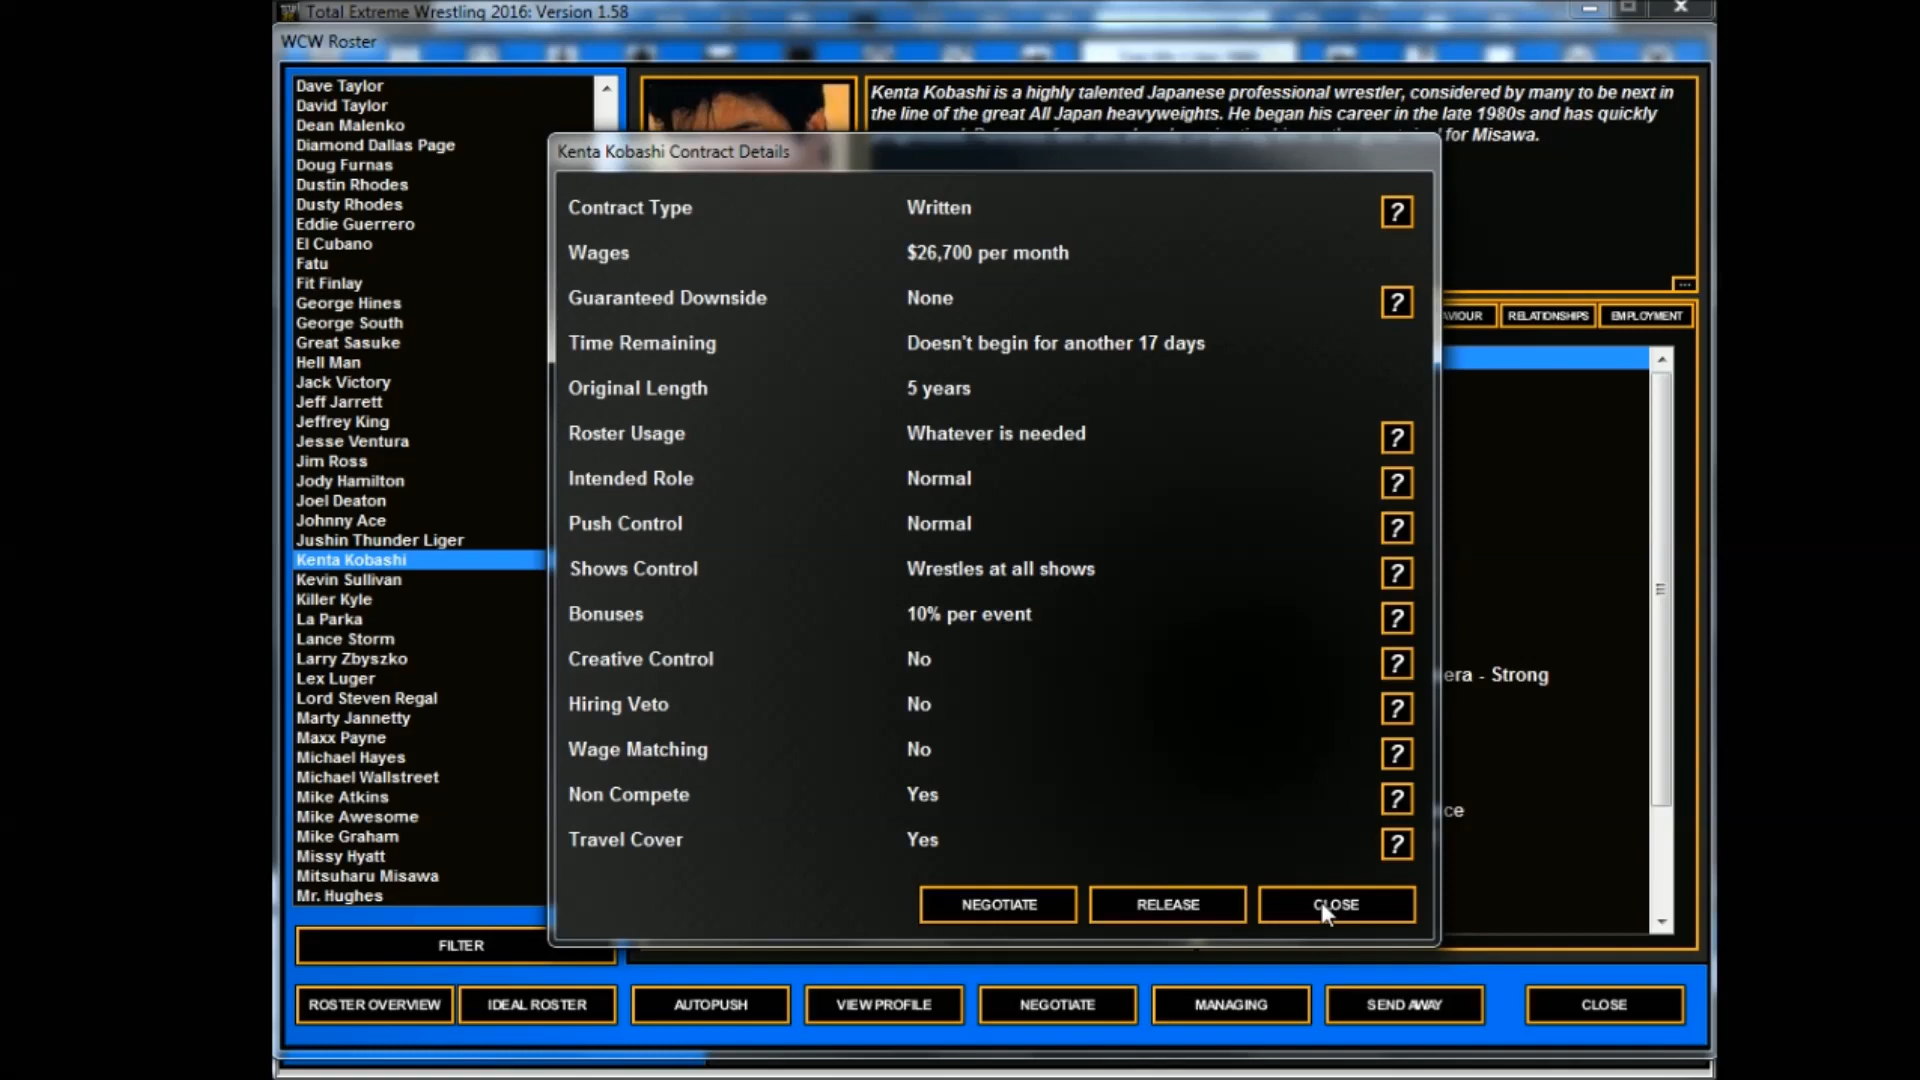 Total Extreme Wrestling 2016: Version 1.58
WCW Roster
Dave Taylor
David Taylor
Dean Malenko
Diamond Dallas Page
Doug Furnas
Dustin Rhodes
Dusty Rhodes
Eddie Guerrero
El Cubano
Fatu
Fit Finlay
George Hines
George South
Great Sasuke
Hell Man
Jack Victory
Jeff Jarrett
Jeffrey King
Jesse Ventura
Jim Ross
Jody Hamilton
Joel Deaton
Johnny Ace
Jushin Thunder Liger
Kenta Kobashi
Kevin Sullivan
Killer Kyle
La Parka
Lance Storm
Larry Zbyszko
Lex Luger
Lord Steven Regal
Marty Jannetty
Maxx Payne
Michael Hayes
Michael Wallstreet
Mike Atkins
Mike Awesome
Mike Graham
Missy Hyatt
Mitsuharu Misawa
Mr. Hughes
FILTER
Kenta Kobashi is a highly talented Japanese professional wrestler, considered by many to be next in
the line of the great All Japan heavyweights. He began his career in the late 1980s and has quickly
for Misawa.
...
AVIOUR RELATIONSHIPS EMPLOYMENT
era - Strong
ce
Kenta Kobashi Contract Details
Contract Type Written ?
Wages $26,700 per month
Guaranteed Downside None ?
Time Remaining Doesn't begin for another 17 days
Original Length 5 years
Roster Usage Whatever is needed ?
Intended Role Normal ?
Push Control Normal ?
Shows Control Wrestles at all shows ?
Bonuses 10% per event ?
Creative Control No ?
Hiring Veto No ?
Wage Matching No ?
Non Compete Yes ?
Travel Cover Yes ?
NEGOTIATE RELEASE CLOSE
ROSTER OVERVIEW IDEAL ROSTER AUTOPUSH VIEW PROFILE NEGOTIATE MANAGING SEND AWAY CLOSE